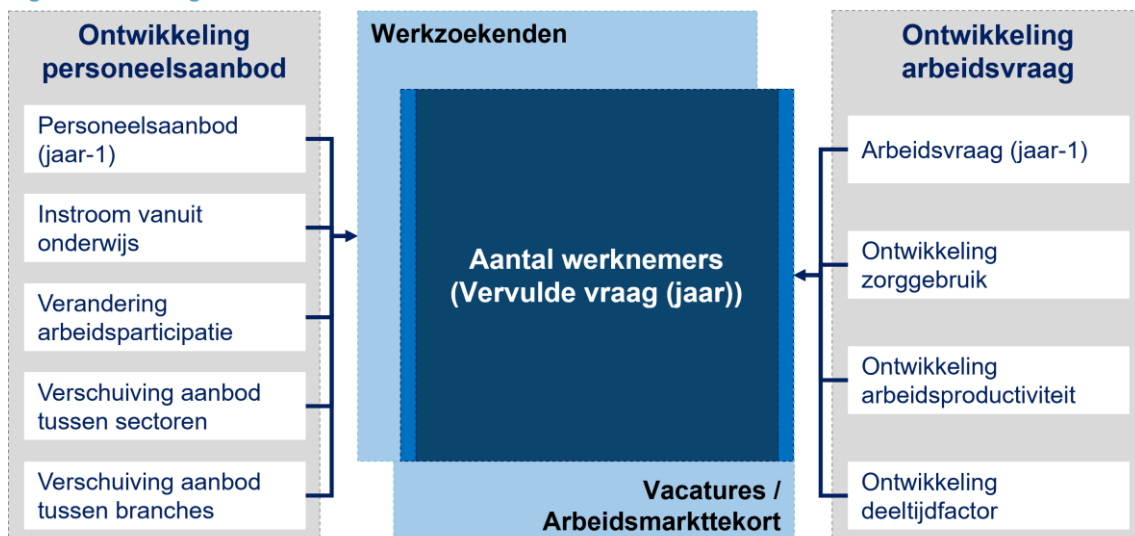 Ontwikkeling
personeelsaanbod
Personeelsaanbod
(jaar-1)
Instroom vanuit
onderwijs
Verandering
arbeidsparticipatie
Verschuiving aanbod
tussen sectoren
Verschuiving aanbod
tussen branches
Werkzoekenden
Aantal werknemers
(Vervulde vraag (jaar))
Vacatures /
Arbeidsmarkttekort
Ontwikkeling
arbeidsvraag
Arbeidsvraag (jaar-1)
Ontwikkeling
zorggebruik
Ontwikkeling
arbeidsproductiviteit
Ontwikkeling
deeltijdfactor